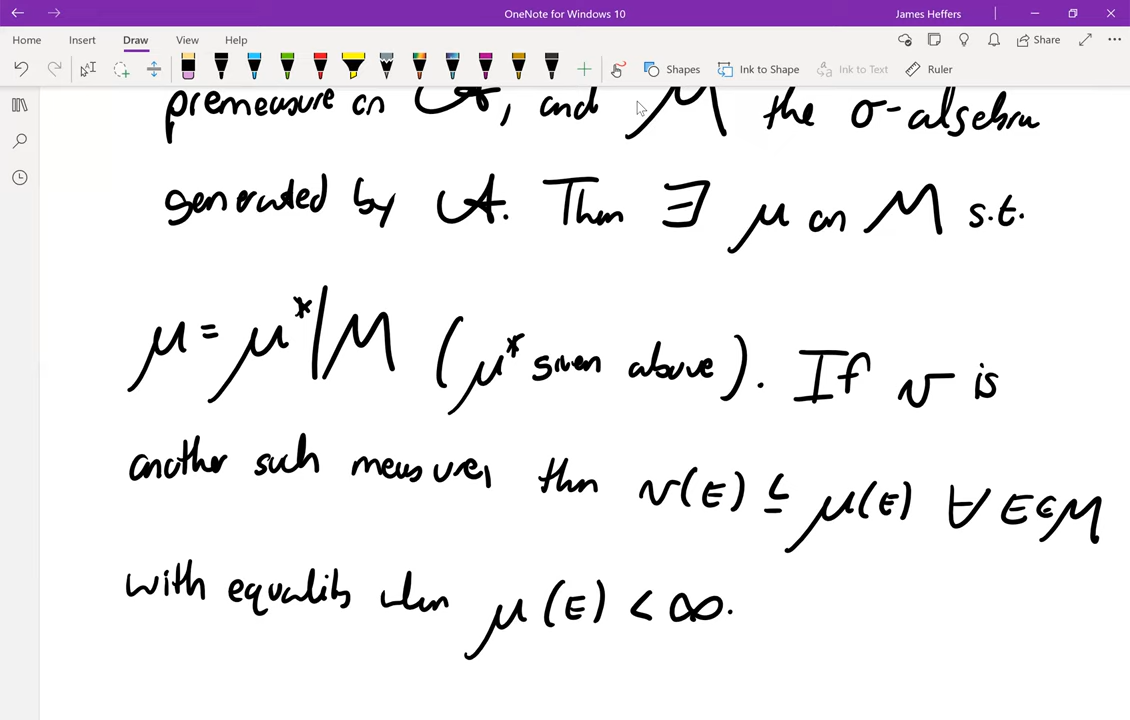 OneNote for Windows 10
James Heffers
Home Insert Draw View Help
Share
Shapes
Ink to Shape
Ink to Text
Ruler
premeasure on 𝒜, and ℳ the σ-algebra
generated by 𝒜. Then ∃ μ on ℳ s.t.
μ = μ*|ℳ (μ* given above). If ν is
another such measure, then ν(E) ≤ μ(E) ∀ E ∈ ℳ
with equality when μ(E) < ∞.